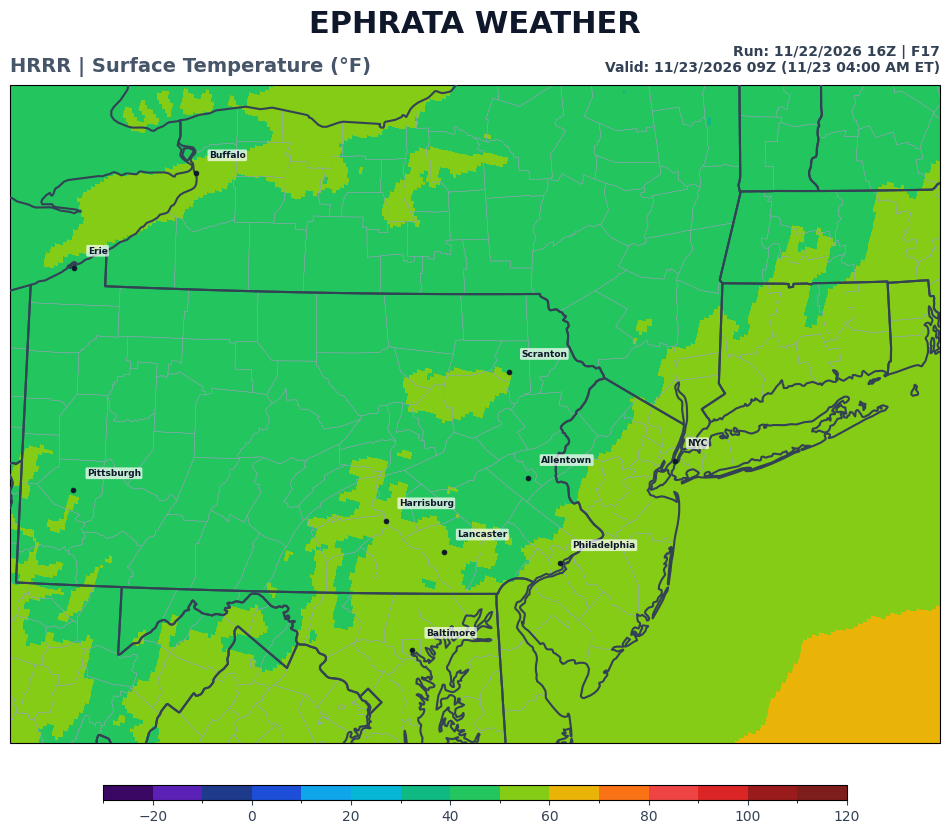 EPHRATA WEATHER
HRRR | Surface Temperature (°F)
Run: 11/22/2026 16Z | F17
Valid: 11/23/2026 09Z (11/23 04:00 AM ET)
Buffalo
Erie
Scranton
NYC
Allentown
Pittsburgh
Harrisburg
Lancaster
Philadelphia
Baltimore
−20 0 20 40 60 80 100 120